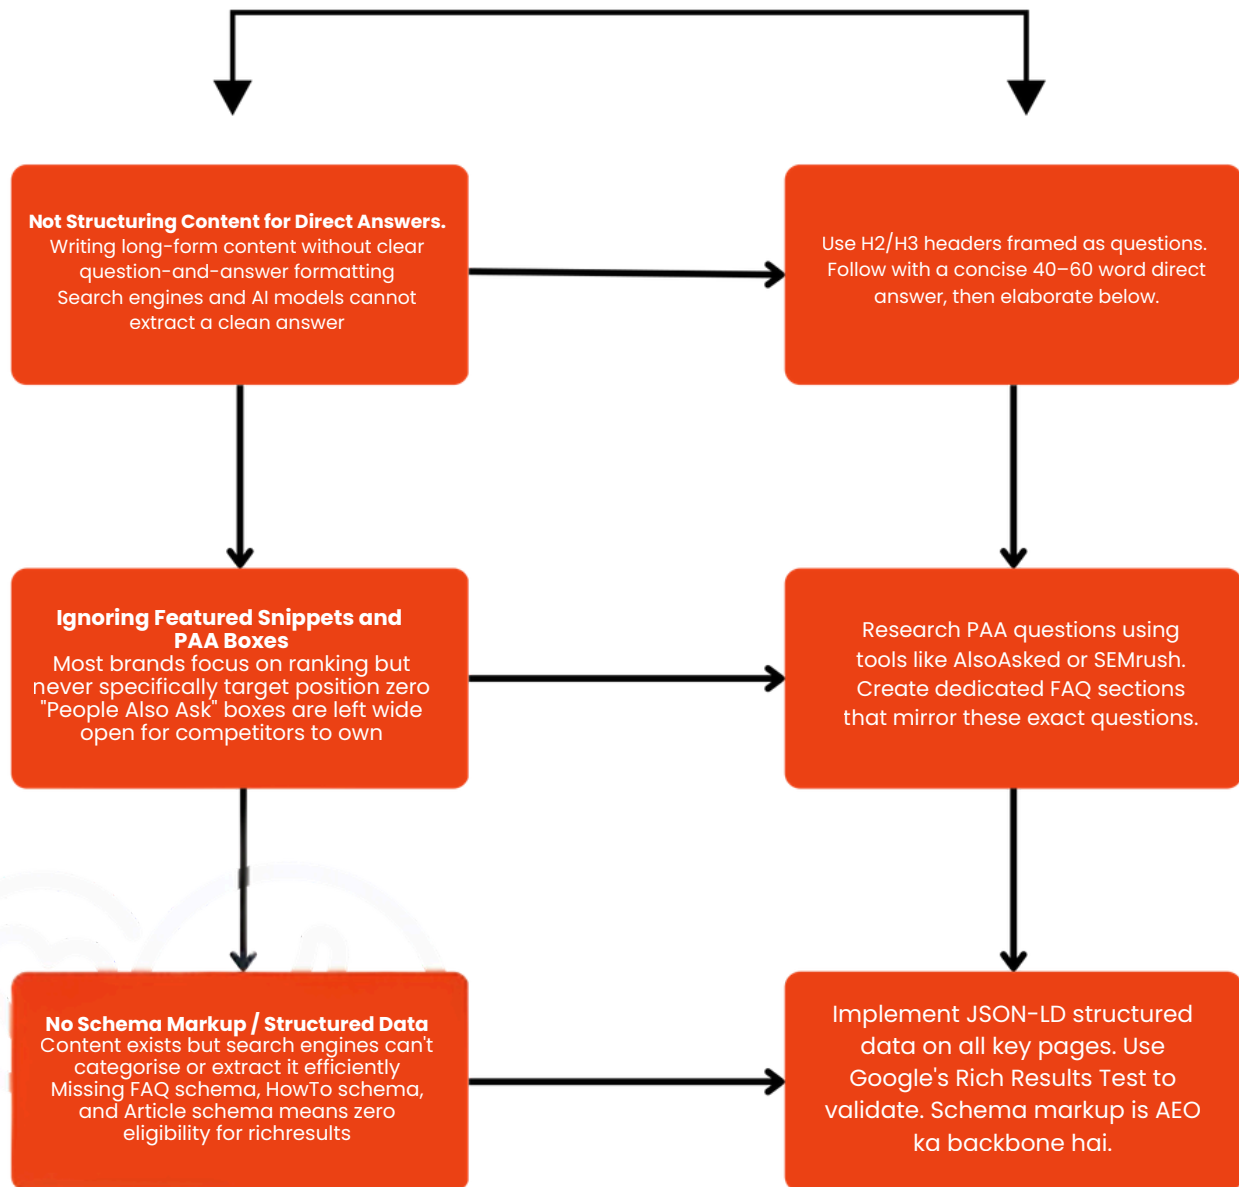 Not Structuring Content for Direct Answers.
Writing long-form content without clear
question-and-answer formatting
Search engines and AI models cannot
extract a clean answer
Use H2/H3 headers framed as questions.
Follow with a concise 40–60 word direct
answer, then elaborate below.
Ignoring Featured Snippets and
PAA Boxes
Most brands focus on ranking but
never specifically target position zero
"People Also Ask" boxes are left wide
open for competitors to own
Research PAA questions using
tools like AlsoAsked or SEMrush.
Create dedicated FAQ sections
that mirror these exact questions.
No Schema Markup / Structured Data
Content exists but search engines can't
categorise or extract it efficiently
Missing FAQ schema, HowTo schema,
and Article schema means zero
eligibility for richresults
Implement JSON-LD structured
data on all key pages. Use
Google's Rich Results Test to
validate. Schema markup is AEO
ka backbone hai.